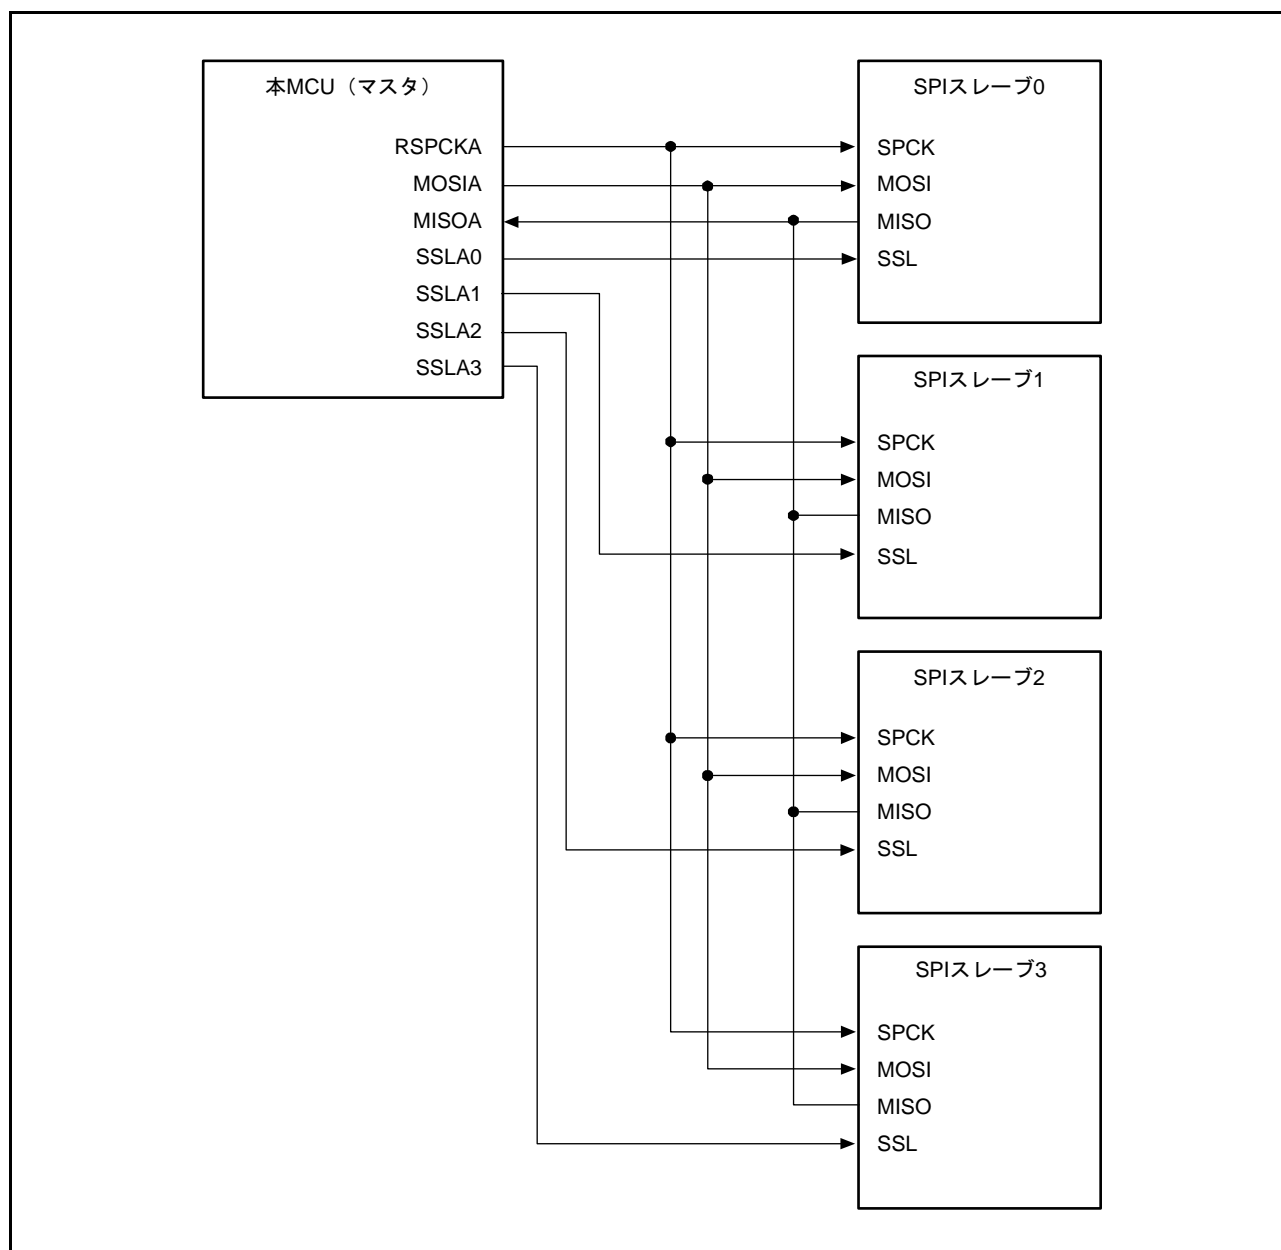 本MCU（マスタ）
RSPCKA
MOSIA
MISOA
SSLA0
SSLA1
SSLA2
SSLA3
SPIスレーブ0
SPCK
MOSI
MISO
SSL
SPIスレーブ1
SPCK
MOSI
MISO
SSL
SPIスレーブ2
SPCK
MOSI
MISO
SSL
SPIスレーブ3
SPCK
MOSI
MISO
SSL